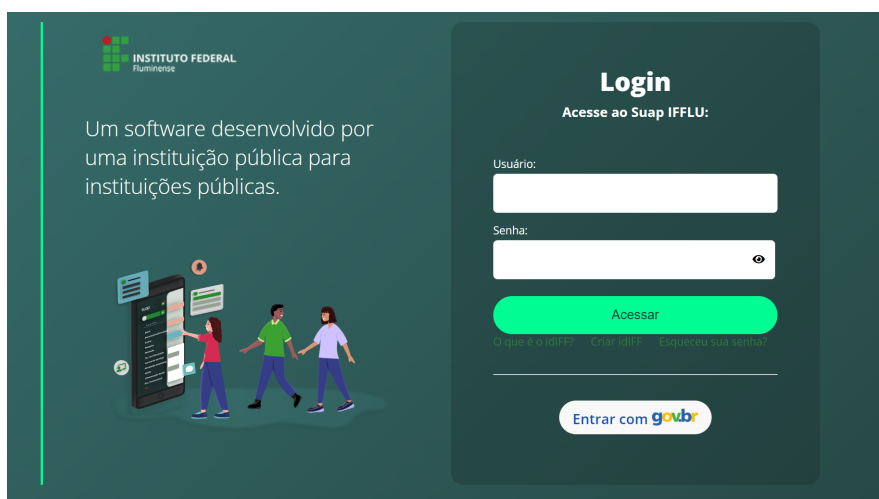 INSTITUTO FEDERAL
Fluminense
Um software desenvolvido por
uma instituição pública para
instituições públicas.
Login
Acesse ao Suap IFFLU:
Usuário:
Senha:
Acessar
O que é o idIFF? Criar idIFF Esqueceu sua senha?
Entrar com gov.br